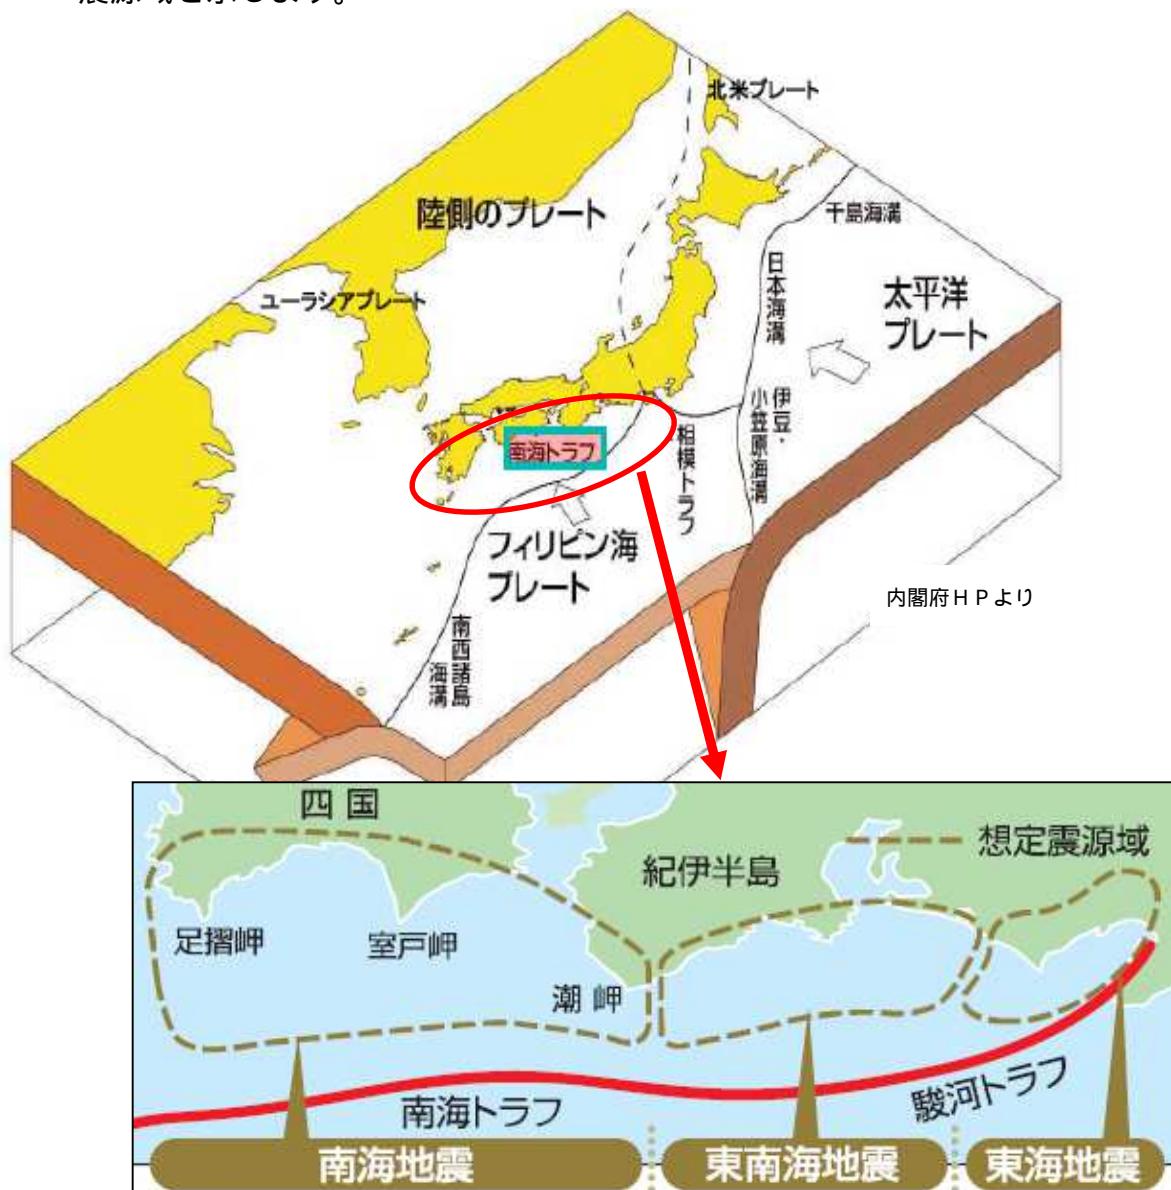 震源域を示します。
北米プレート
陸側のプレート
千島海溝
ユーラシアプレート
日本海溝
太平洋
プレート
伊豆・
小笠原海溝
南海トラフ
相模トラフ
フィリピン海
プレート
内閣府HPより
南西諸島
海溝
四国
想定震源域
紀伊半島
足摺岬
室戸岬
潮岬
南海トラフ
駿河トラフ
南海地震
東南海地震
東海地震